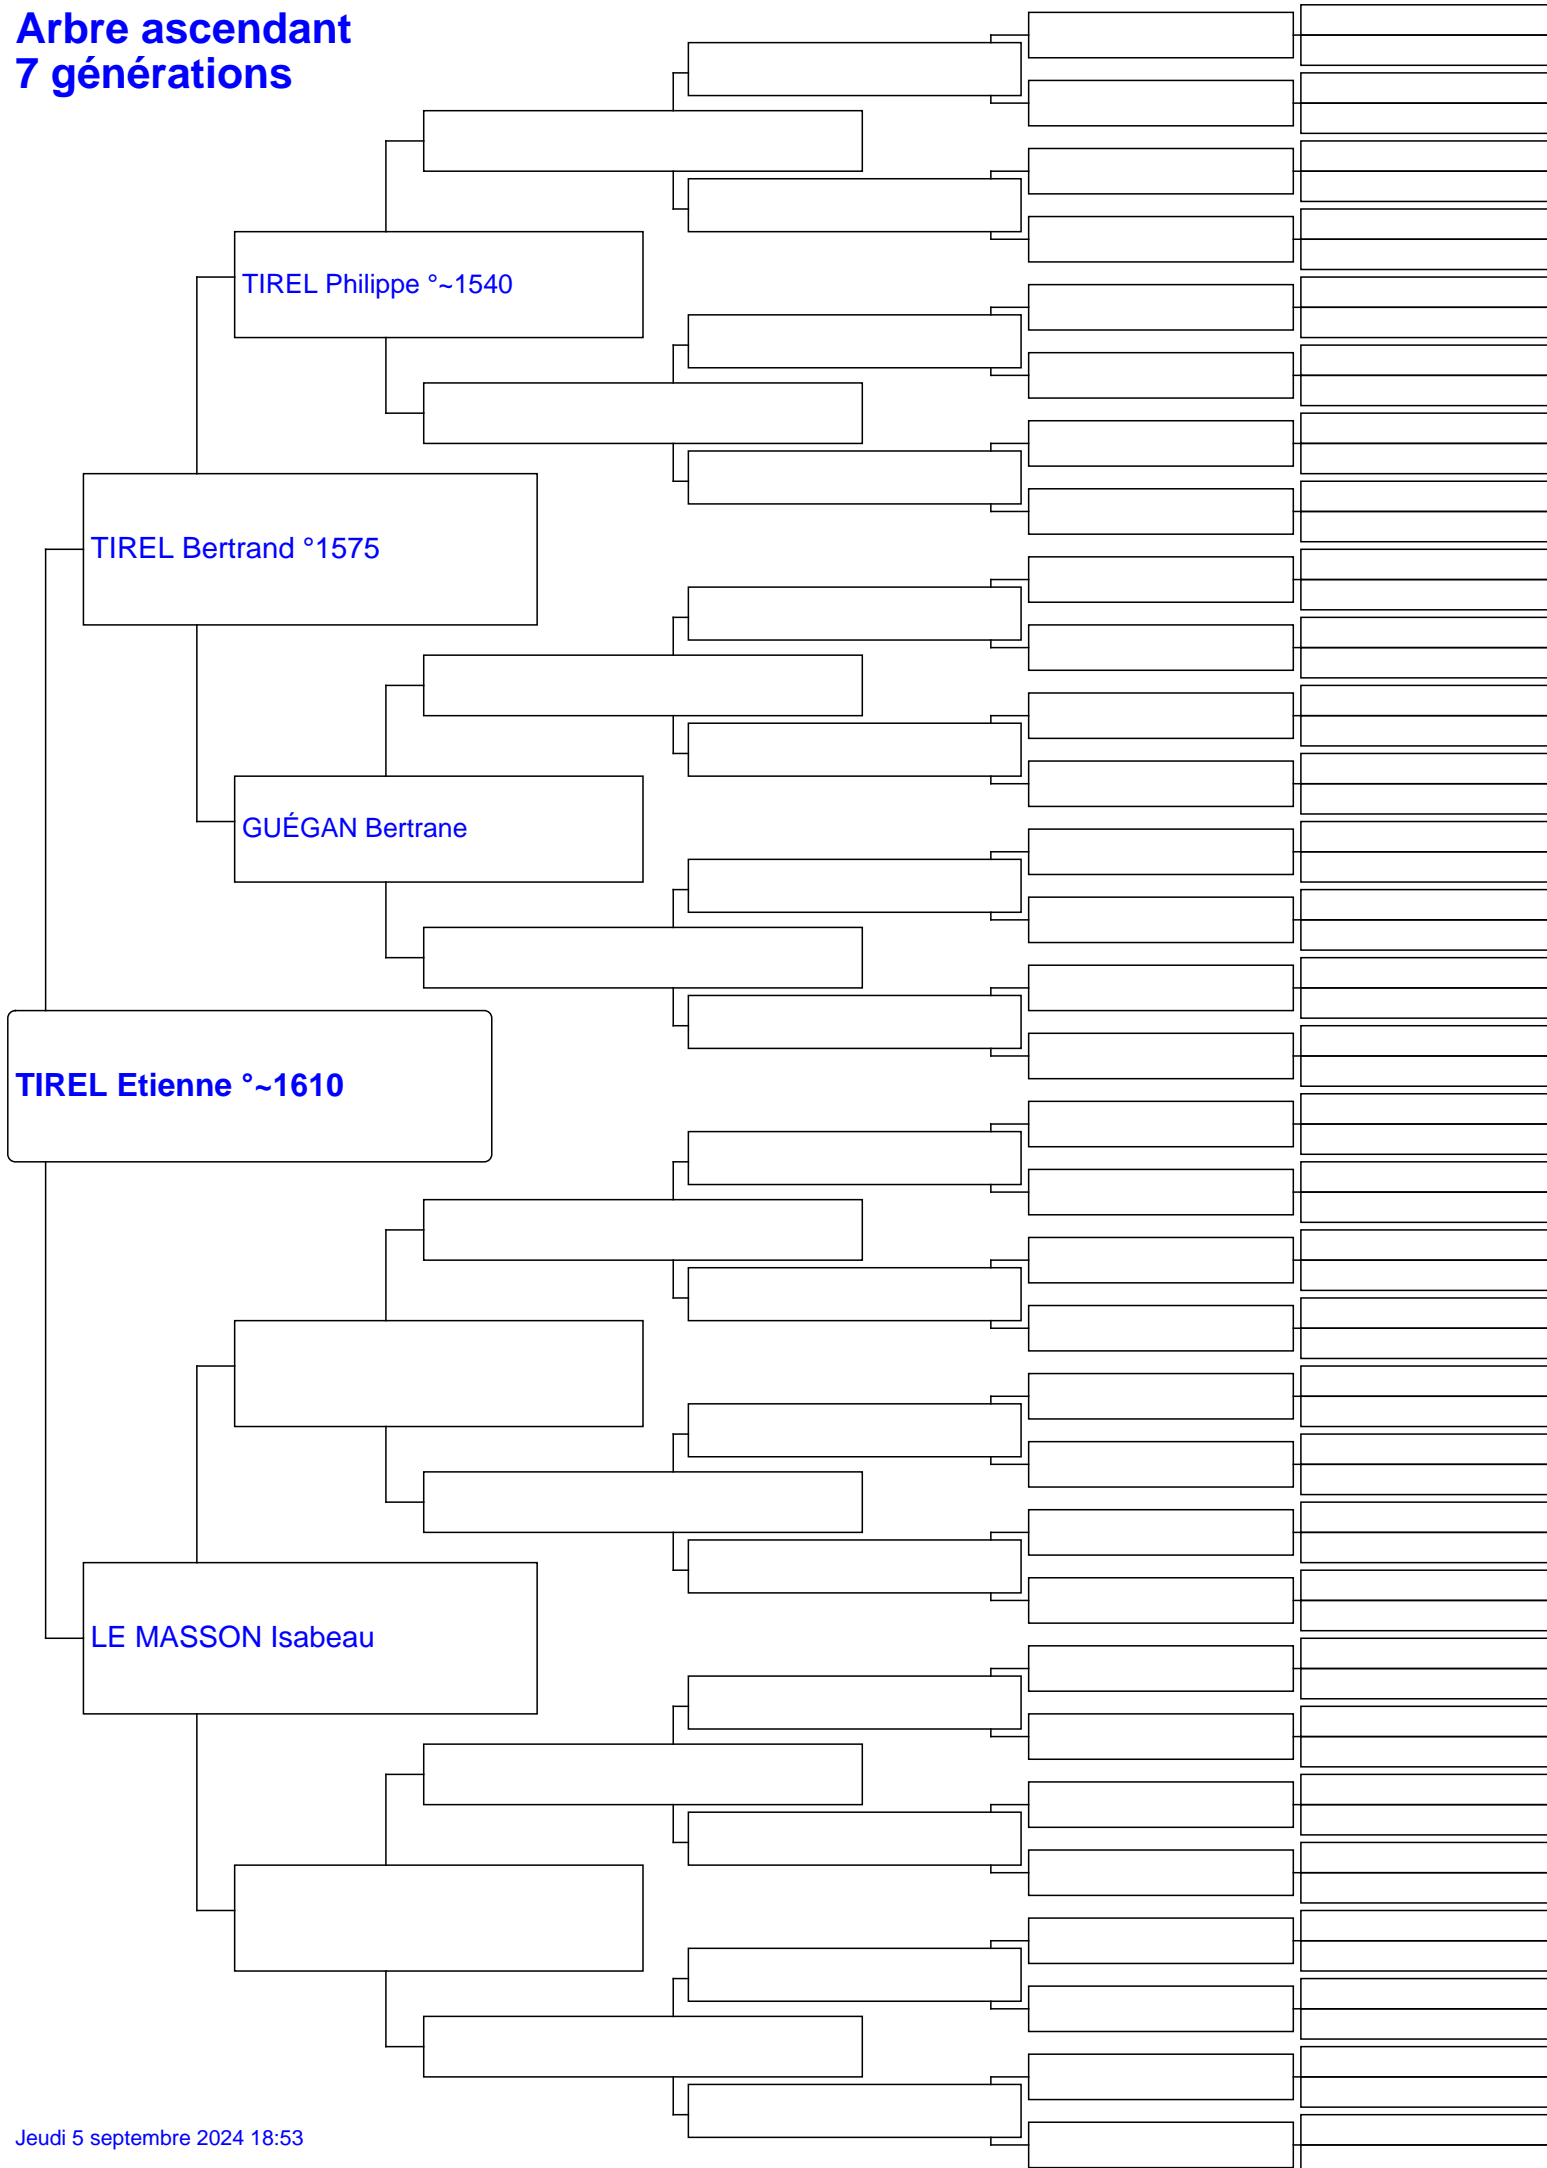 Arbre ascendant
7 générations
TIREL Philippe °~1540
TIREL Bertrand °1575
GUÉGAN Bertrane
TIREL Etienne °~1610
LE MASSON Isabeau
Jeudi 5 septembre 2024 18:53